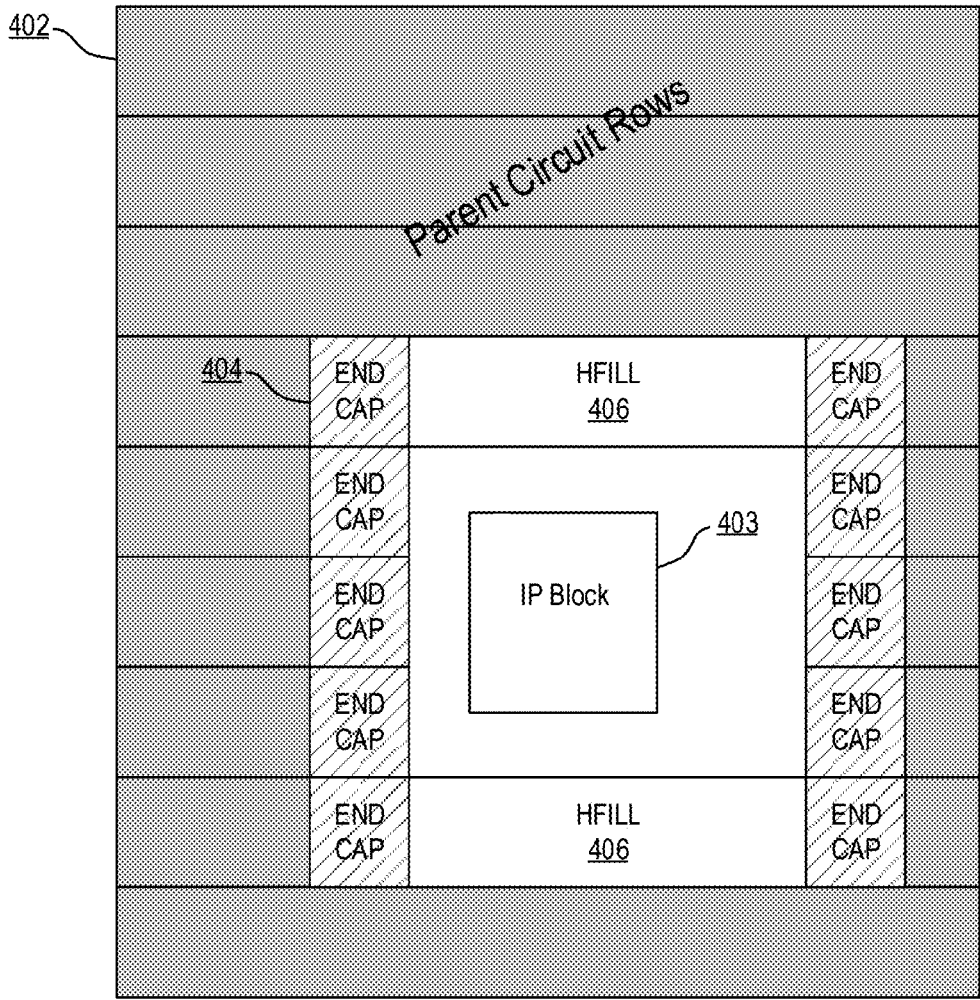 402
Parent Circuit Rows
404
END
CAP
HFILL
406
END
CAP
END
CAP
END
CAP
403
IP Block
END
CAP
END
CAP
END
CAP
END
CAP
END
CAP
HFILL
406
END
CAP